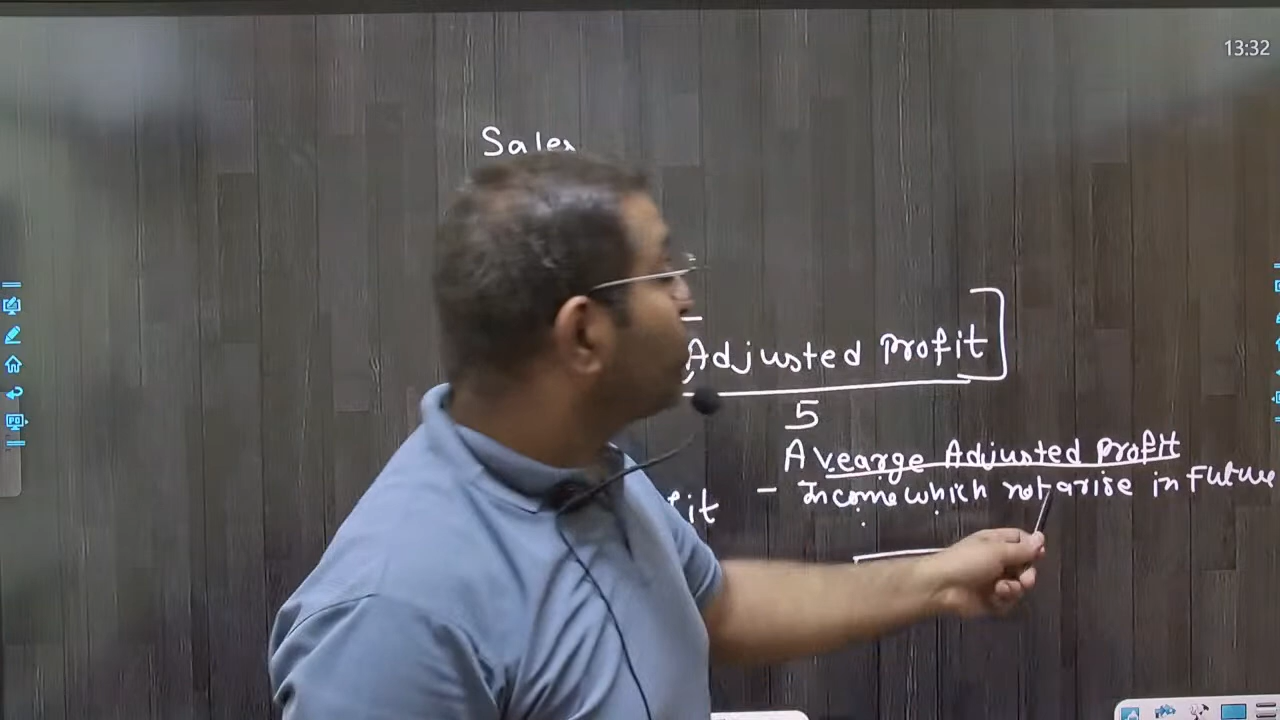 13:32
Sales
Adjusted Profit
5
Avearge Adjusted Profit
it - Income which not arise in Future